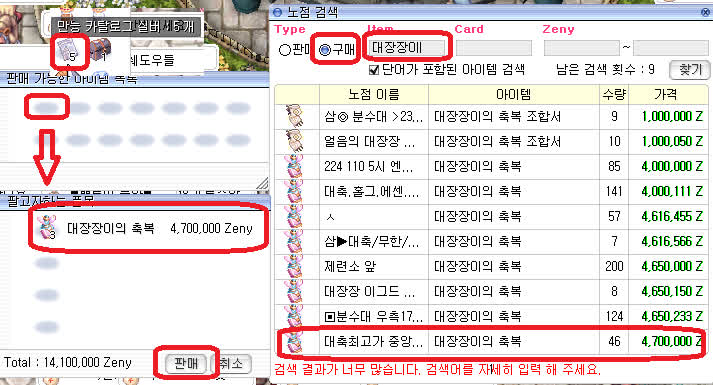 만능 카탈로그 실버 : 5개
5
1
쉐도우들
판매 가능한 아이템 목록
팔고자하는 품목
3
대장장이의 축복 4,700,000 Zeny
Total : 14,100,000 Zeny
판매
취소
노점 검색
Type Item Card Zeny
판매 구매 대장장이 ~
단어가 포함된 아이템 검색 남은 검색 횟수 : 9 찾기
노점 이름 아이템 수량 가격
삼◎ 분수대 >23... 대장장이의 축복 조합서 9 1,000,000 Z
얼음의 대장장 ... 대장장이의 축복 조합서 10 1,000,050 Z
224 110 5시 엔... 대장장이의 축복 85 4,000,000 Z
대축.홀그.에센... 대장장이의 축복 141 4,000,111 Z
ㅅ 대장장이의 축복 57 4,616,455 Z
삼▶대축/무한/... 대장장이의 축복 7 4,616,566 Z
제련소 앞 대장장이의 축복 200 4,650,000 Z
대장장 이그드 ... 대장장이의 축복 8 4,650,150 Z
▣분수대 우측17... 대장장이의 축복 124 4,650,233 Z
대축최고가 중앙... 대장장이의 축복 46 4,700,000 Z
검색 결과가 너무 많습니다. 검색어를 자세히 입력 해 주세요.